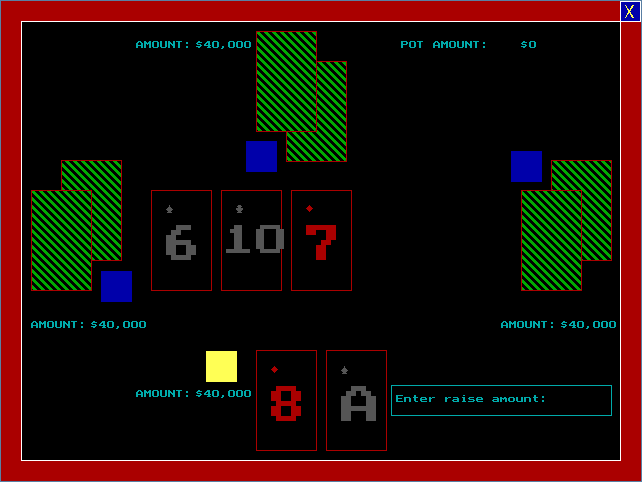 X
AMOUNT: $40,000
POT AMOUNT: $0
♠ 6
♣ 10
♦ 7
AMOUNT: $40,000
AMOUNT: $40,000
♦ 8
♠ A
AMOUNT: $40,000
Enter raise amount: